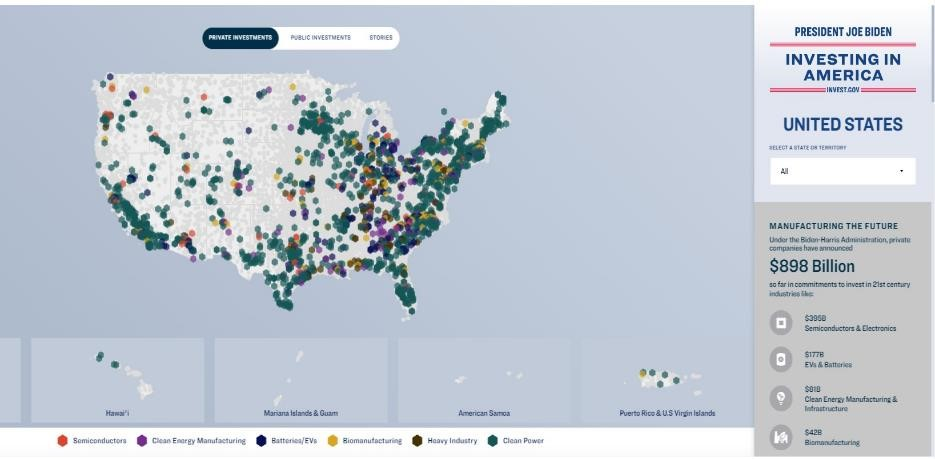 PRIVATE INVESTMENTS
PUBLIC INVESTMENTS
STORIES
PRESIDENT JOE BIDEN
INVESTING IN
AMERICA
INVEST.GOV
UNITED STATES
SELECT A STATE OR TERRITORY
All
MANUFACTURING THE FUTURE
Under the Biden-Harris Administration, private
companies have announced
$898 Billion
so far in commitments to invest in 21st century
industries like:
$395B
Semiconductors & Electronics
$177B
EVs & Batteries
$81B
Clean Energy Manufacturing &
Infrastructure
$42B
Biomanufacturing
Hawai'i
Mariana Islands & Guam
American Samoa
Puerto Rico & U.S Virgin Islands
Semiconductors
Clean Energy Manufacturing
Batteries/EVs
Biomanufacturing
Heavy Industry
Clean Power